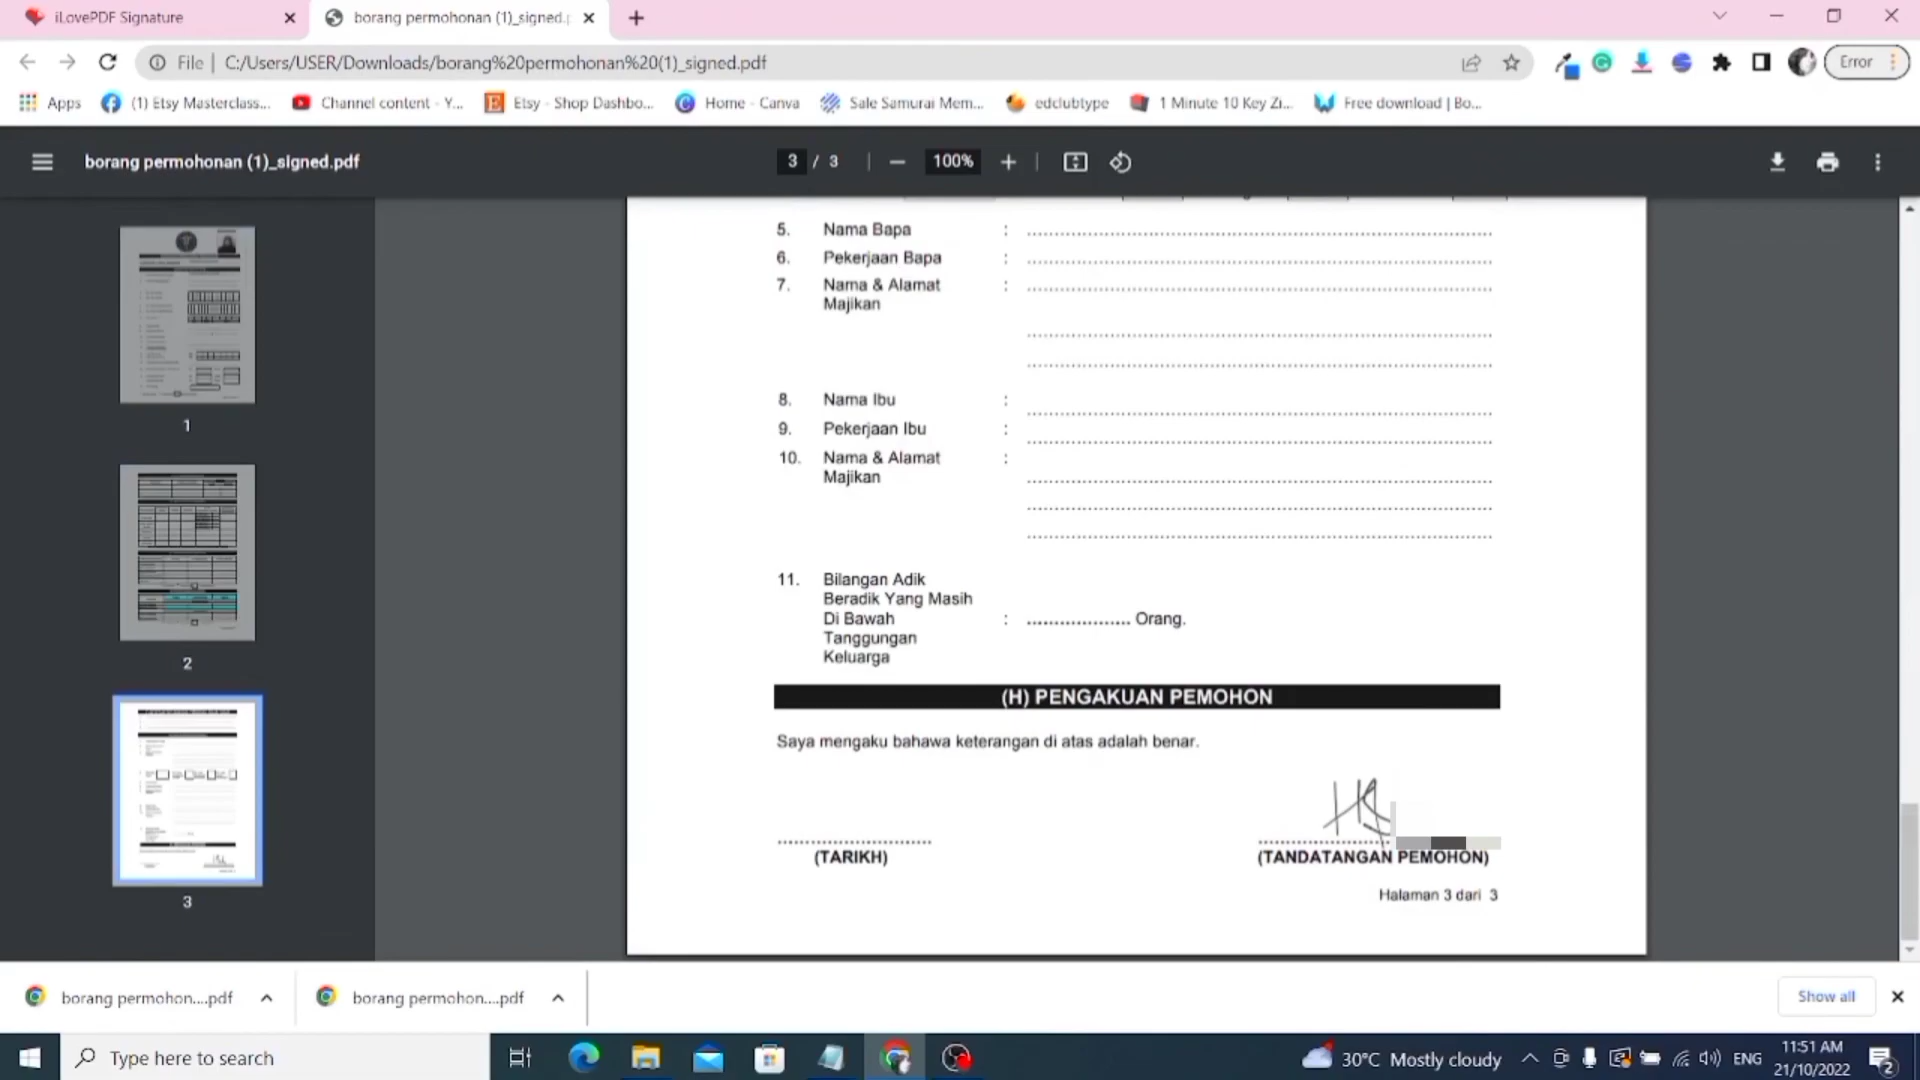 iLovePDF Signature
borang permohonan (1)_signed.p
File | C:/Users/USER/Downloads/borang%20permohonan%20(1)_signed.pdf
Error
Apps
(1) Etsy Masterclass...
Channel content - Y...
Etsy - Shop Dashbo...
Home - Canva
Sale Samurai Mem...
edclubtype
1 Minute 10 Key Zi...
Free download | Bo...
borang permohonan (1)_signed.pdf
3 / 3
100%
1
2
3
5. Nama Bapa :
6. Pekerjaan Bapa :
7. Nama & Alamat :
Majikan
8. Nama Ibu :
9. Pekerjaan Ibu :
10. Nama & Alamat :
Majikan
11. Bilangan Adik
Beradik Yang Masih
Di Bawah : ................... Orang.
Tanggungan
Keluarga
(H) PENGAKUAN PEMOHON
Saya mengaku bahawa keterangan di atas adalah benar.
(TARIKH)
(TANDATANGAN PEMOHON)
Halaman 3 dari 3
borang permohon....pdf
borang permohon....pdf
Show all
Type here to search
30°C Mostly cloudy
ENG
11:51 AM
21/10/2022
2